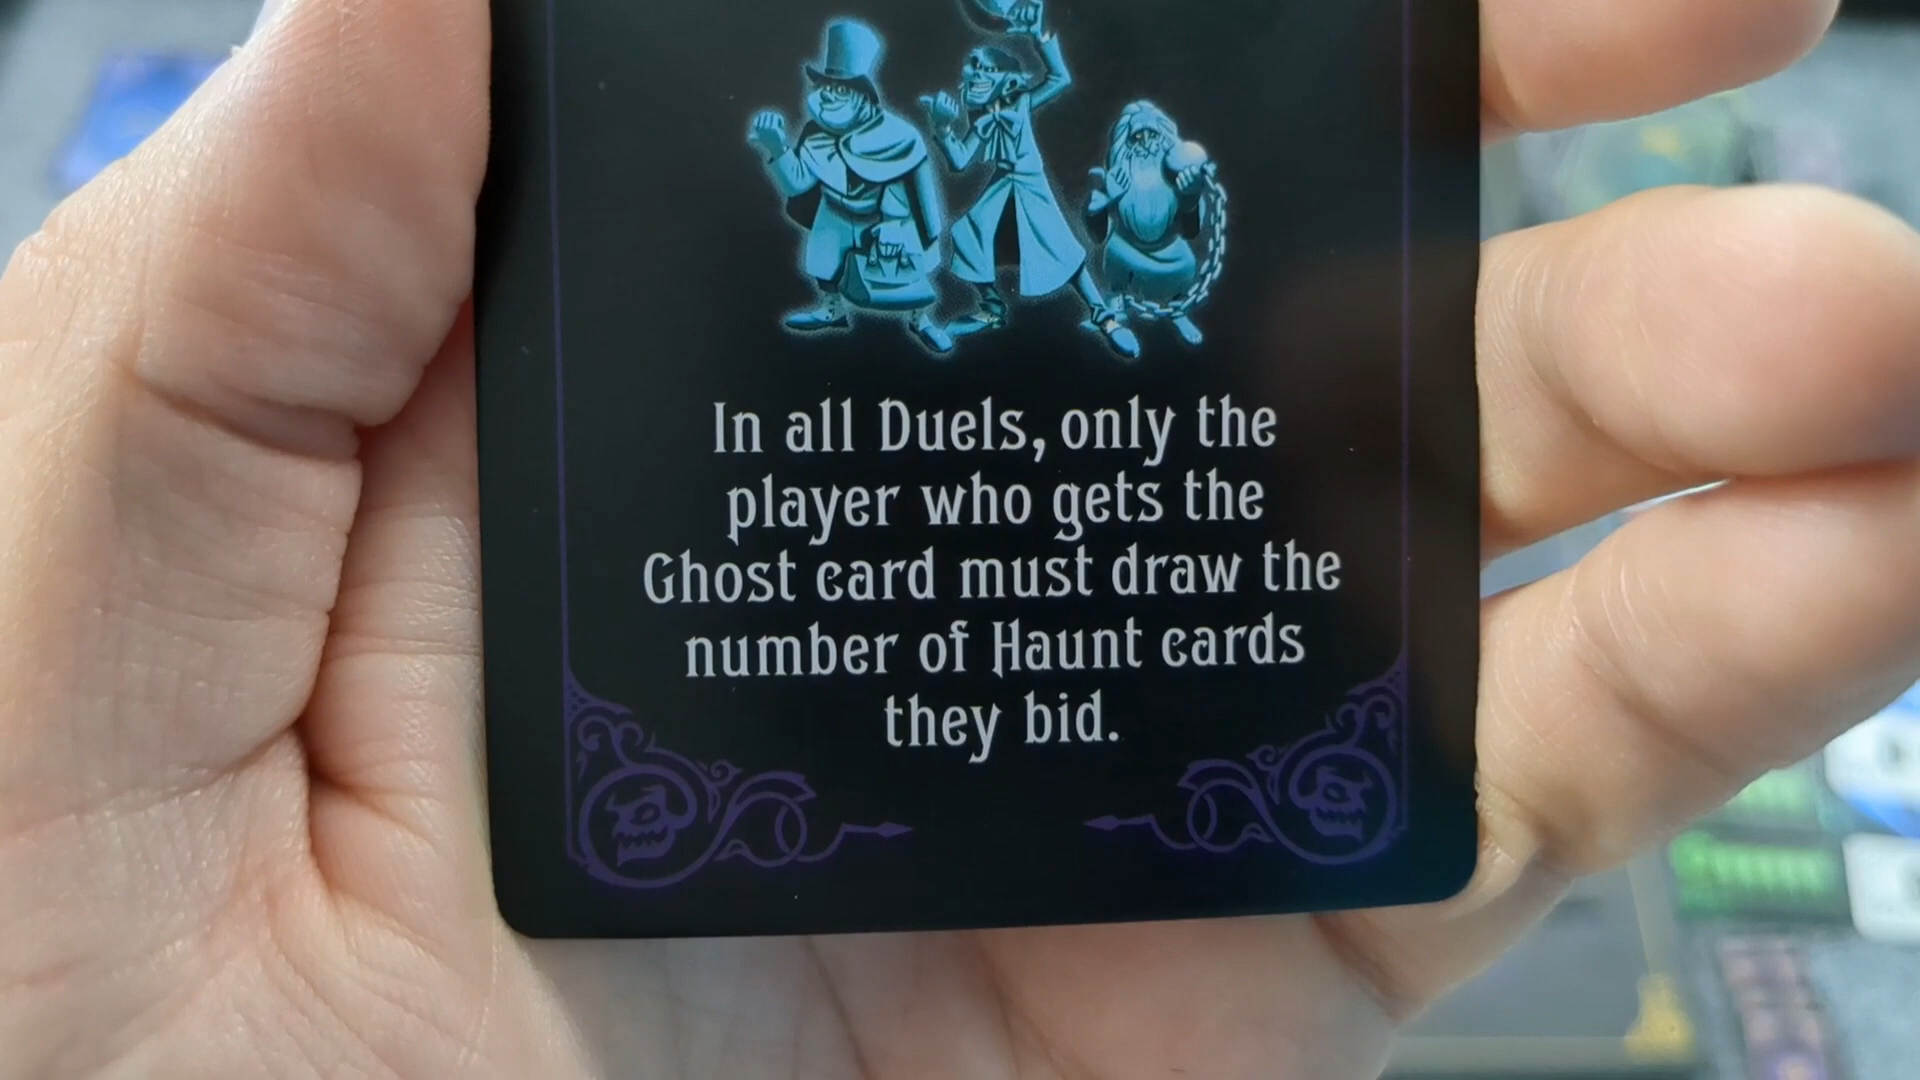 In all Duels, only the
player who gets the
Ghost card must draw the
number of Haunt cards
they bid.